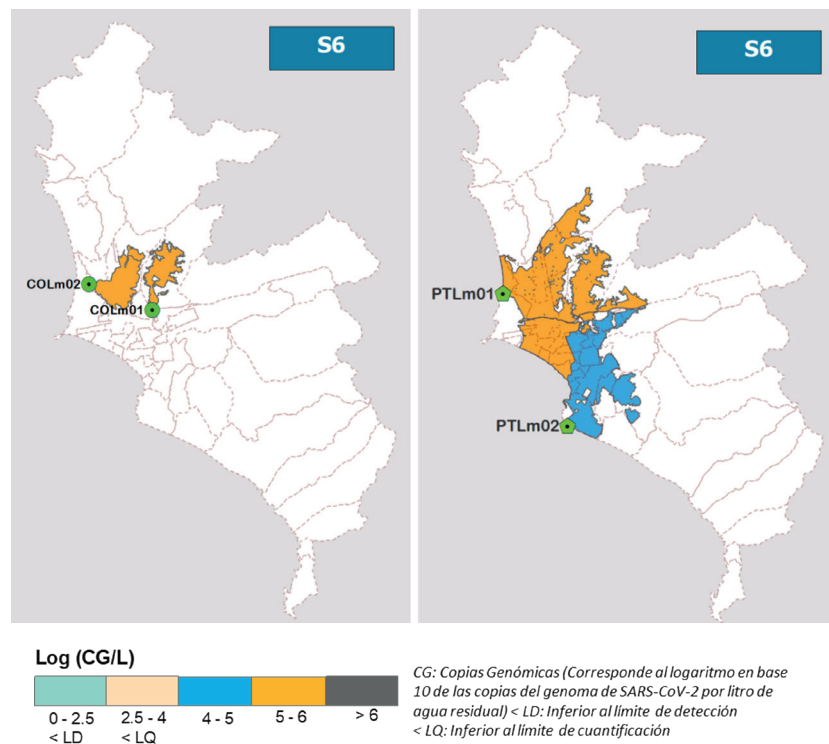 S6
S6
COLm02
COLm01
PTLm01
PTLm02
Log (CG/L)
0 - 2.5
< LD
2.5 - 4
< LQ
4 - 5
5 - 6
> 6
CG: Copias Genómicas (Corresponde al logaritmo en base
10 de las copias del genoma de SARS-CoV-2 por litro de
agua residual) < LD: Inferior al límite de detección
< LQ: Inferior al límite de cuantificación